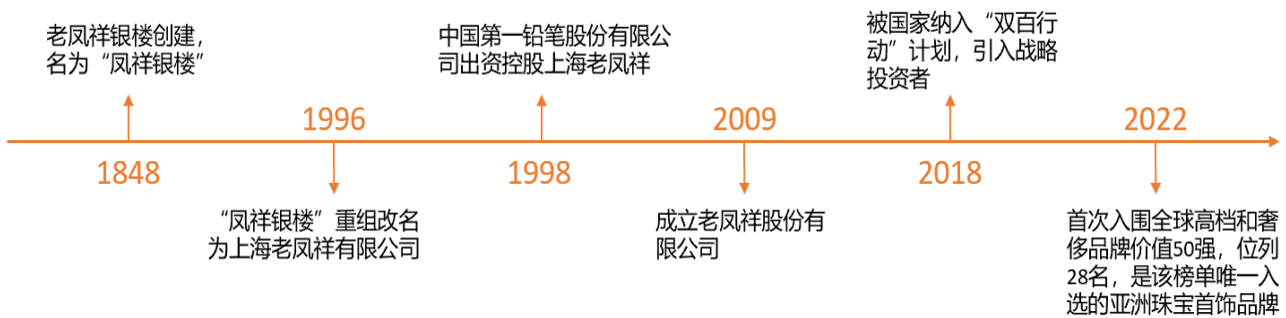 老凤祥银楼创建，
名为“凤祥银楼”
1848
1996
“凤祥银楼”重组改名
为上海老凤祥有限公司
中国第一铅笔股份有限公
司出资控股上海老凤祥
1998
2009
成立老凤祥股份有
限公司
被国家纳入“双百行
动”计划，引入战略
投资者
2018
2022
首次入围全球高档和奢
侈品牌价值50强，位列
28名，是该榜单唯一入
选的亚洲珠宝首饰品牌